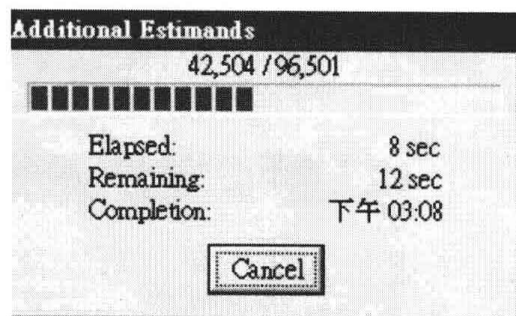 Additional Estimands
42,504 / 96,501
Elapsed: 8 sec
Remaining: 12 sec
Completion: 下午 03:08
Cancel